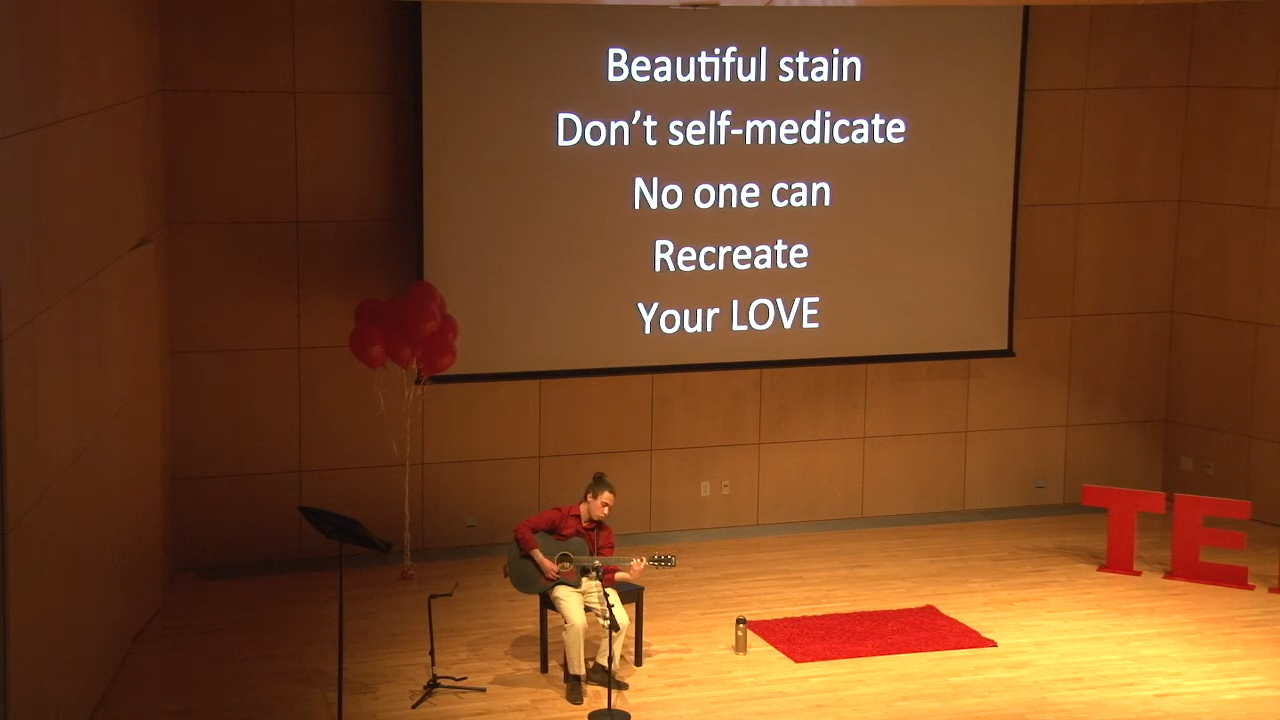 Beautiful stain
Don't self-medicate
No one can
Recreate
Your LOVE
TE